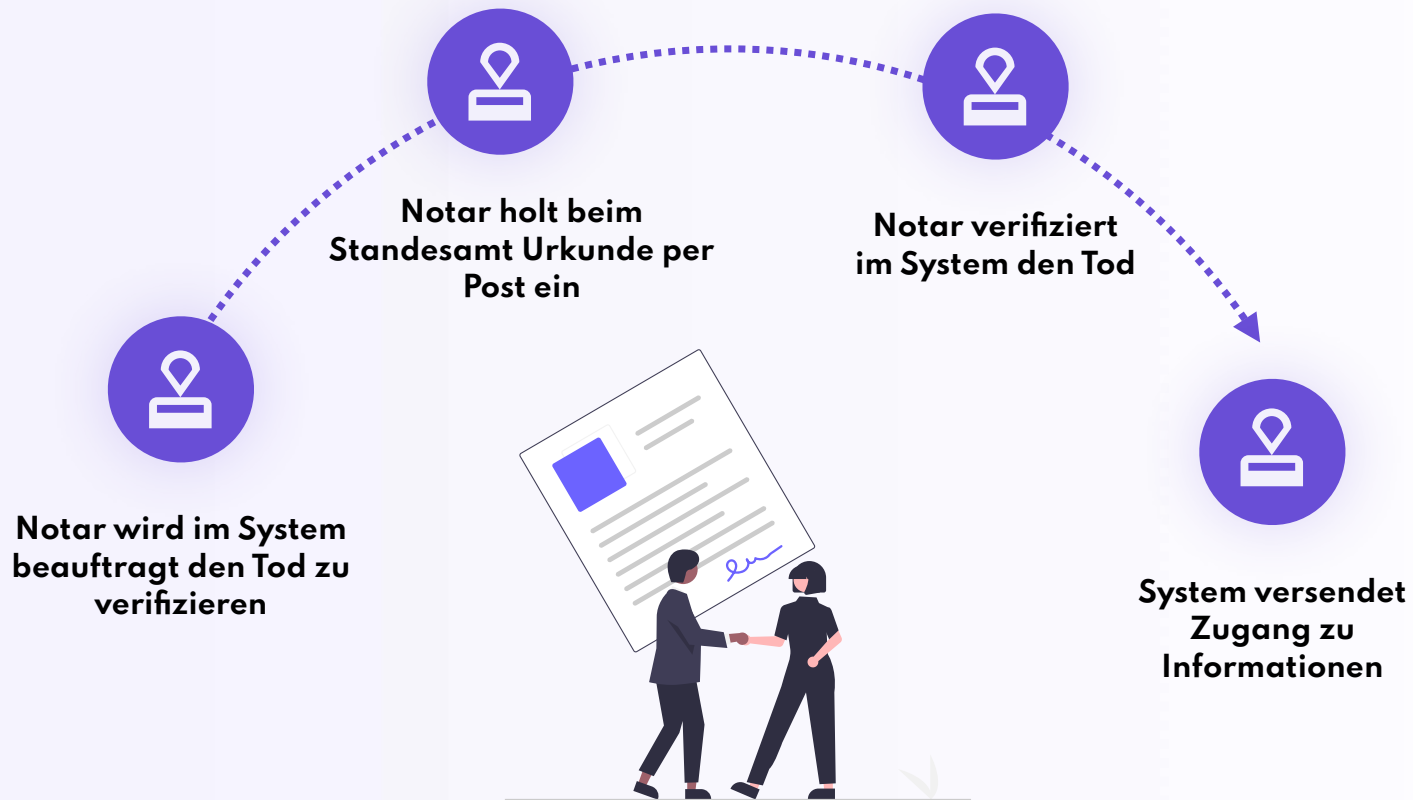 Notar wird im System
beauftragt den Tod zu
verifizieren
Notar holt beim
Standesamt Urkunde per
Post ein
Notar verifiziert
im System den Tod
System versendet
Zugang zu
Informationen